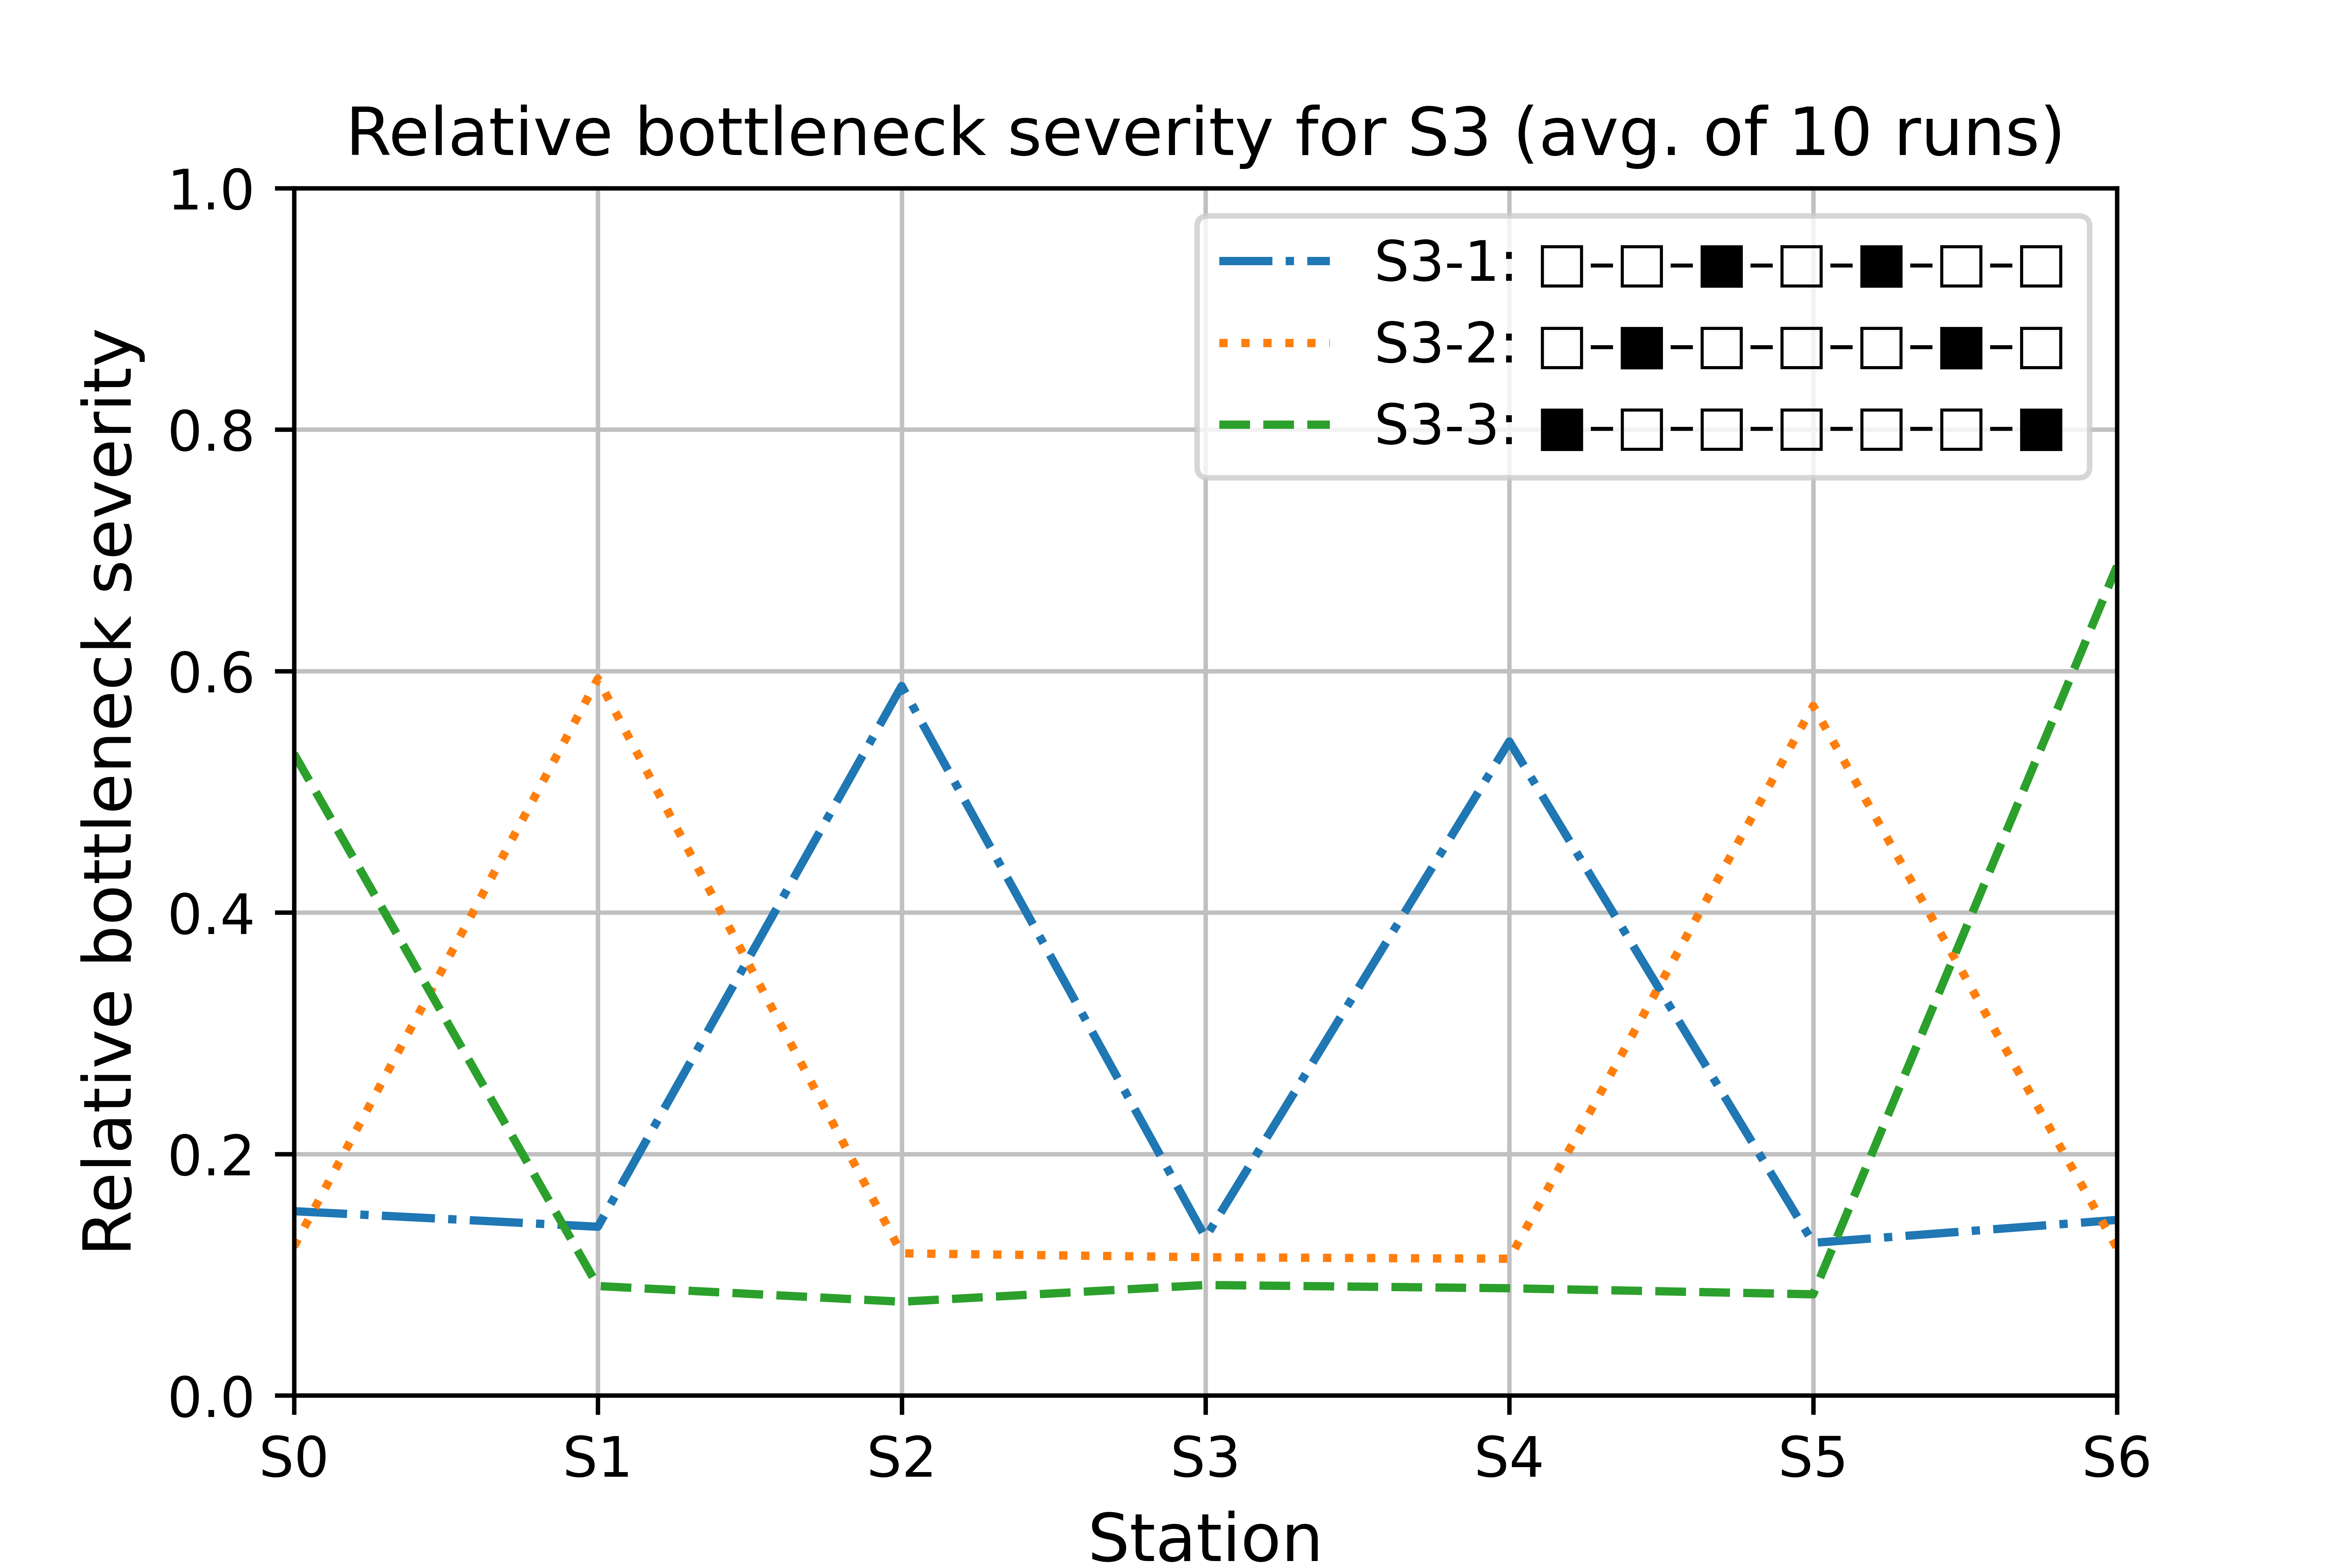 Relative bottleneck severity for S3 (avg. of 10 runs)
1.0
0.8
0.6
0.4
0.2
0.0
Relative bottleneck severity
S3-1: □–□–■–□–■–□–□
S3-2: □–■–□–□–□–■–□
S3-3: ■–□–□–□–□–□–■
S0 S1 S2 S3 S4 S5 S6
Station